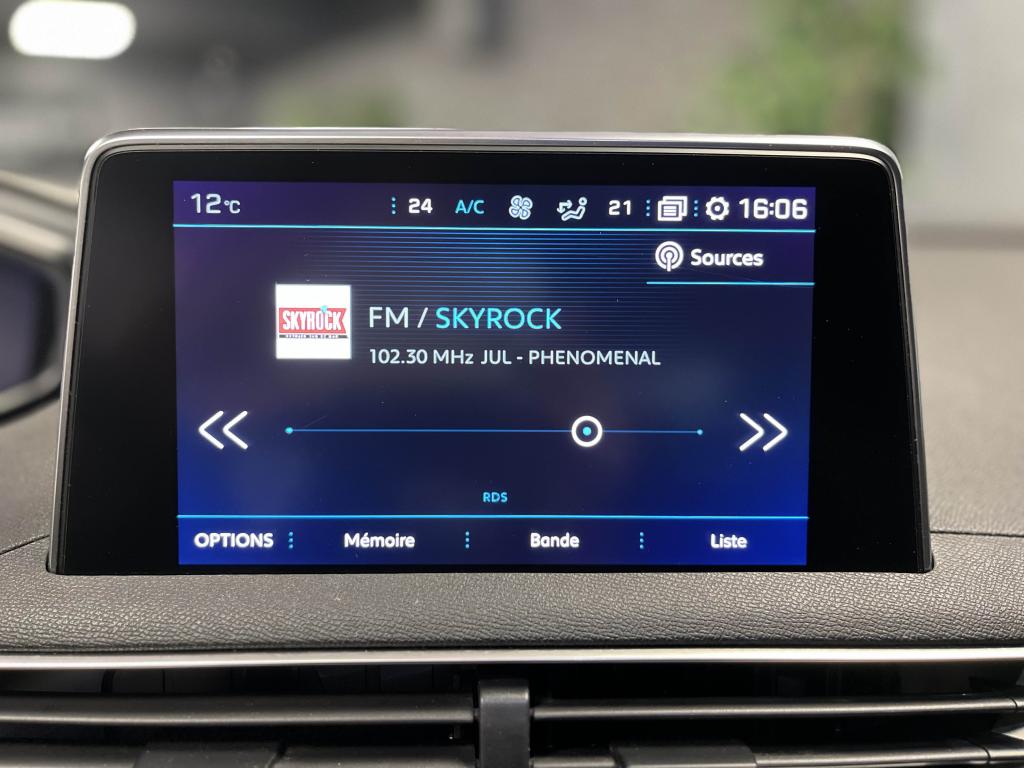 12°C 24 A/C 21 16:06
Sources
SKYROCK
FM / SKYROCK
102.30 MHz JUL - PHENOMENAL
RDS
OPTIONS Mémoire Bande Liste